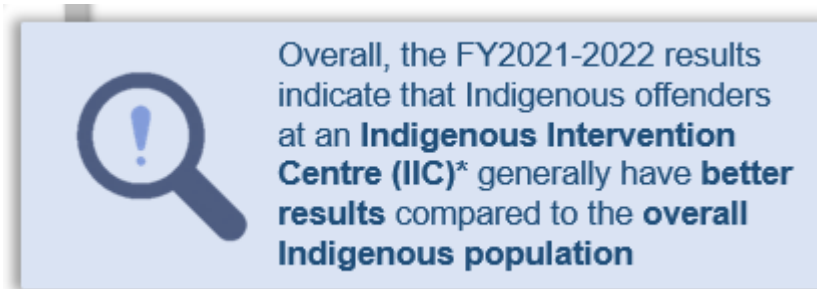 Overall, the FY2021-2022 results
indicate that Indigenous offenders
at an Indigenous Intervention
Centre (IIC)* generally have better
results compared to the overall
Indigenous population